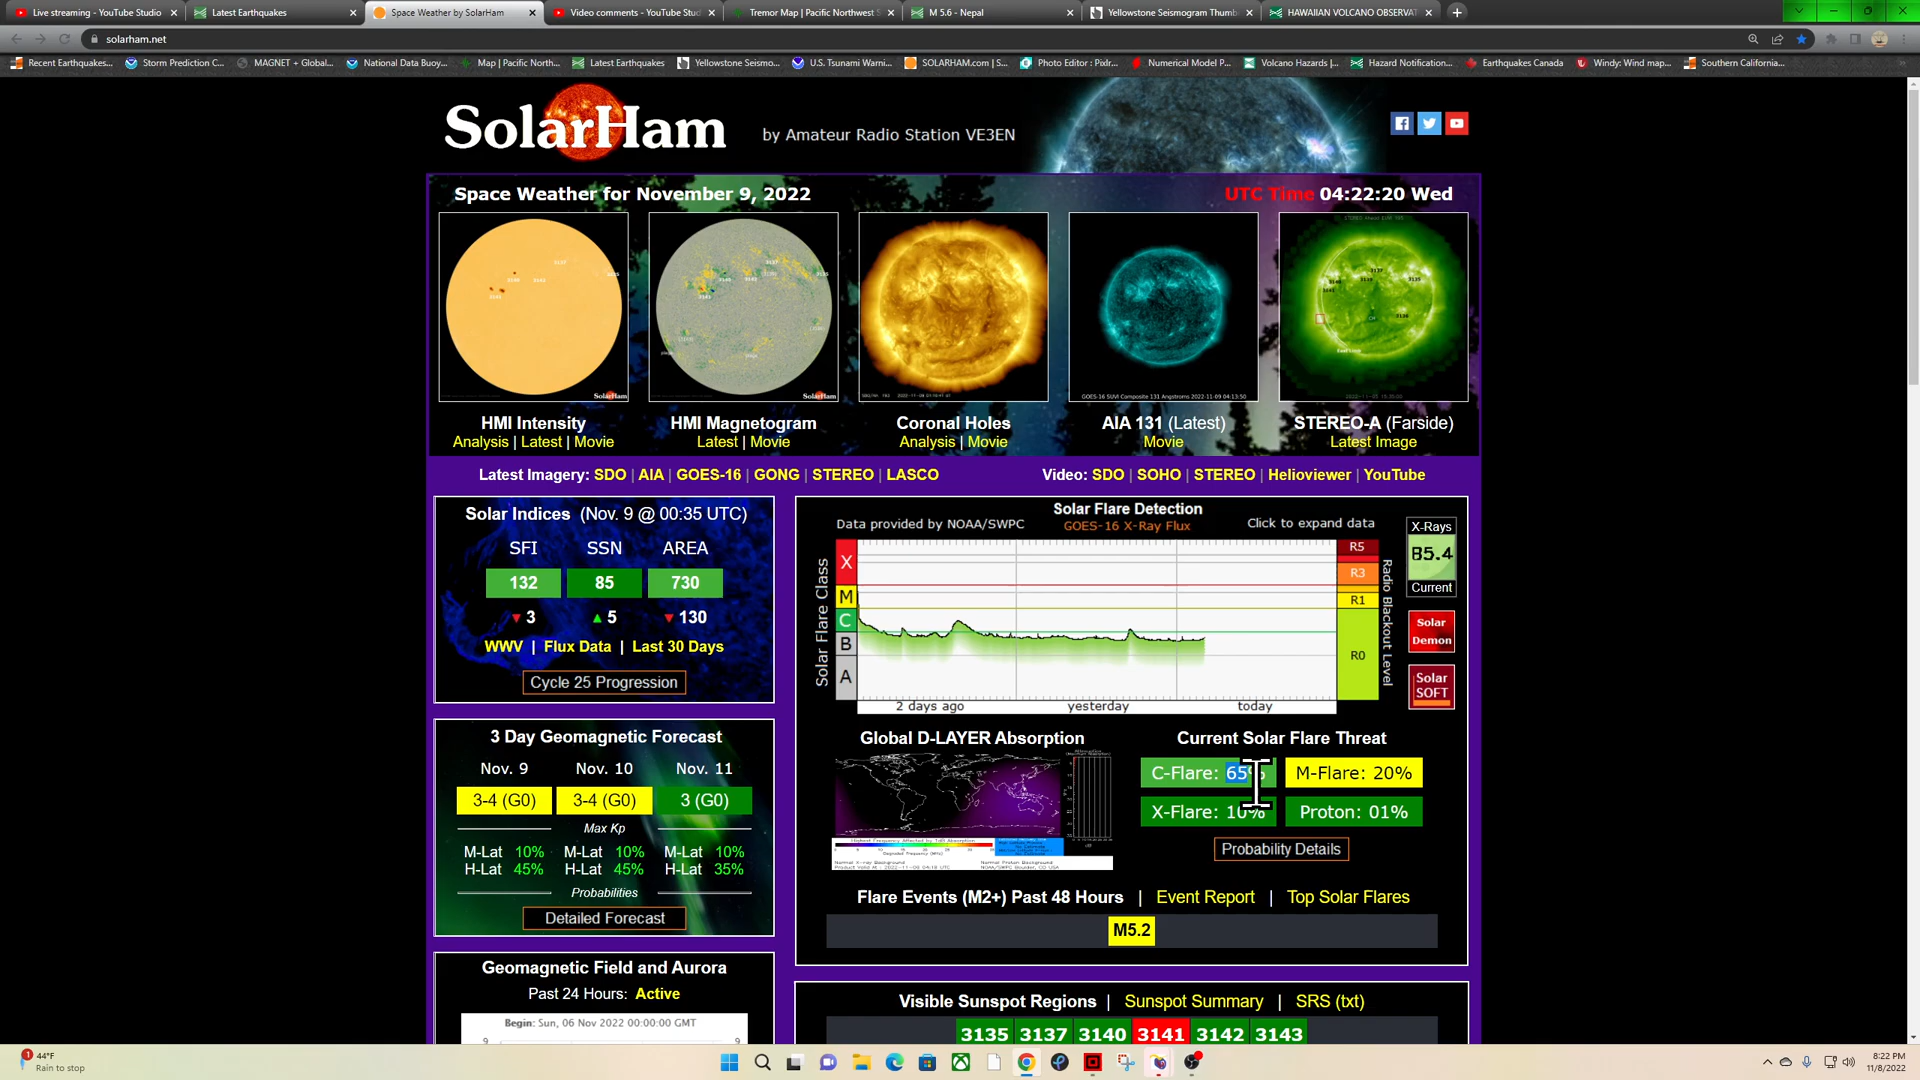 Live streaming - YouTube Studio
Latest Earthquakes
Space Weather by SolarHam
Video comments - YouTube Stud
Tremor Map | Pacific Northwest S
M 5.6 - Nepal
Yellowstone Seismogram Thumb
HAWAIIAN VOLCANO OBSERVAT
solarham.net
Recent Earthquakes...
Storm Prediction C...
MAGNET + Global...
National Data Buoy...
Map | Pacific North...
Latest Earthquakes
Yellowstone Seismo...
U.S. Tsunami Warni...
SOLARHAM.com | S...
Photo Editor : Pixlr...
Numerical Model P...
Volcano Hazards |...
Hazard Notification...
Earthquakes Canada
Windy: Wind map...
Southern California...
SolarHam
by Amateur Radio Station VE3EN
Space Weather for November 9, 2022
UTC Time 04:22:20 Wed
HMI Intensity
Analysis | Latest | Movie
HMI Magnetogram
Latest | Movie
Coronal Holes
Analysis | Movie
GOES-16 SUVI Composite 131 Angstroms 2022-11-09 04:13:50
AIA 131 (Latest)
Movie
STEREO-A (Farside)
Latest Image
Latest Imagery: SDO | AIA | GOES-16 | GONG | STEREO | LASCO
Video: SDO | SOHO | STEREO | Helioviewer | YouTube
Solar Indices (Nov. 9 @ 00:35 UTC)
SFI SSN AREA
132 85 730
3 5 130
WWV | Flux Data | Last 30 Days
Cycle 25 Progression
3 Day Geomagnetic Forecast
Nov. 9 Nov. 10 Nov. 11
3-4 (G0) 3-4 (G0) 3 (G0)
Max Kp
M-Lat 10% M-Lat 10% M-Lat 10%
H-Lat 45% H-Lat 45% H-Lat 35%
Probabilities
Detailed Forecast
Geomagnetic Field and Aurora
Past 24 Hours: Active
Begin: Sun, 06 Nov 2022 00:00:00 GMT
9 9
Solar Flare Detection
Data provided by NOAA/SWPC
GOES-16 X-Ray Flux
Click to expand data
Solar Flare Class
X
M
C
B
A
R5
R3
R1
R0
Radio Blackout Level
2 days ago yesterday today
X-Rays
B5.4
Current
Solar
Demon
Solar
SOFT
Global D-LAYER Absorption
Current Solar Flare Threat
C-Flare: 65% M-Flare: 20%
X-Flare: 10% Proton: 01%
Probability Details
Flare Events (M2+) Past 48 Hours | Event Report | Top Solar Flares
M5.2
Visible Sunspot Regions | Sunspot Summary | SRS (txt)
3135 3137 3140 3141 3142 3143
1
44°F
Rain to stop
8:22 PM
11/8/2022